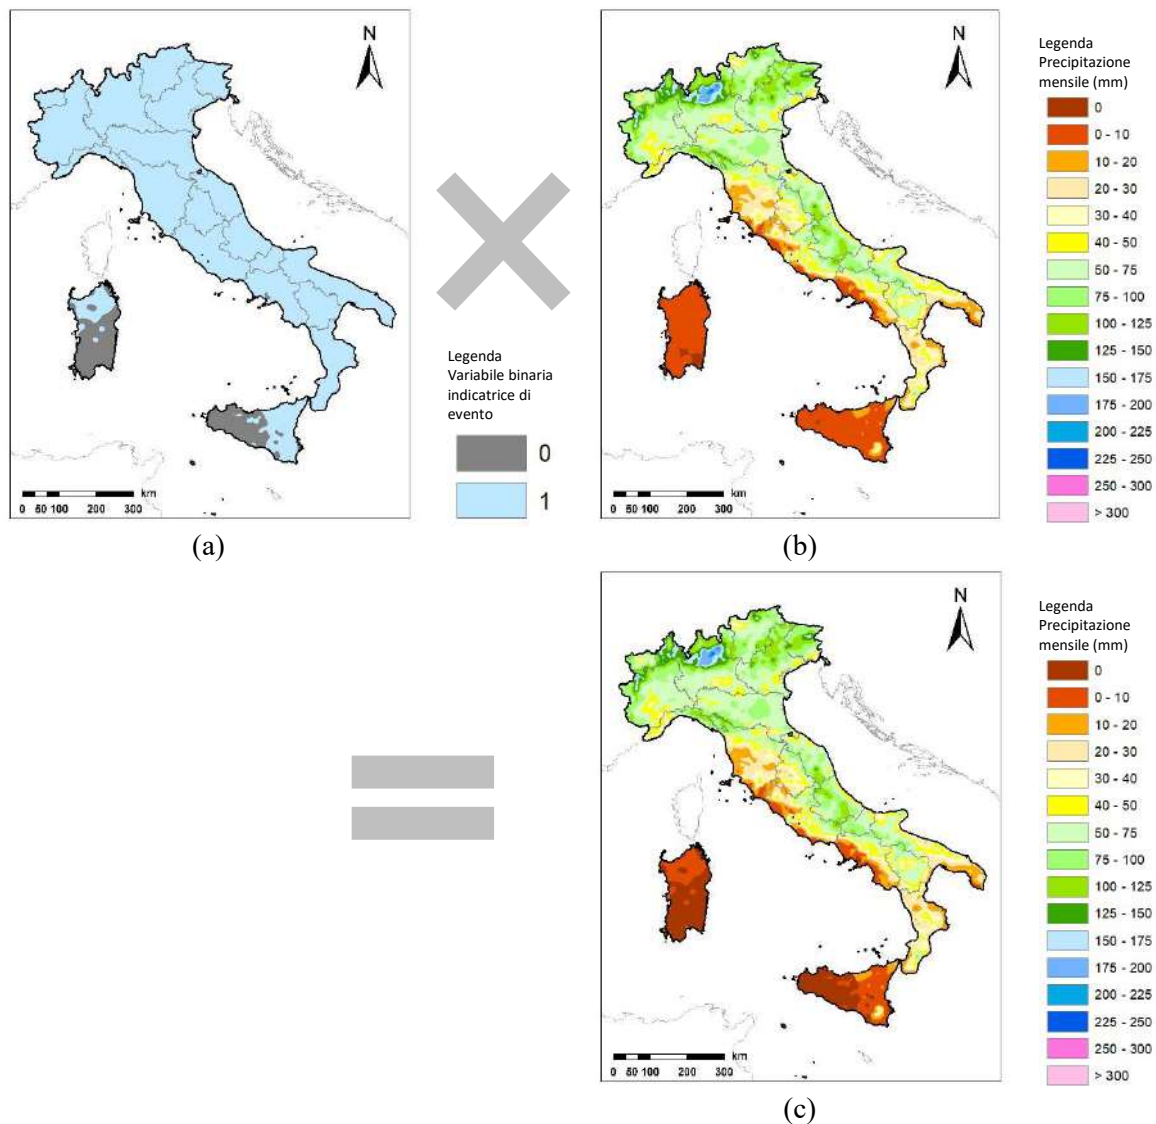 N
km
0 50 100 200 300
Legenda
Variabile binaria
indicatrice di
evento
0
1
(a)
N
km
0 50 100 200 300
Legenda
Precipitazione
mensile (mm)
0
0 - 10
10 - 20
20 - 30
30 - 40
40 - 50
50 - 75
75 - 100
100 - 125
125 - 150
150 - 175
175 - 200
200 - 225
225 - 250
250 - 300
> 300
(b)
N
km
0 50 100 200 300
Legenda
Precipitazione
mensile (mm)
0
0 - 10
10 - 20
20 - 30
30 - 40
40 - 50
50 - 75
75 - 100
100 - 125
125 - 150
150 - 175
175 - 200
200 - 225
225 - 250
250 - 300
> 300
(c)